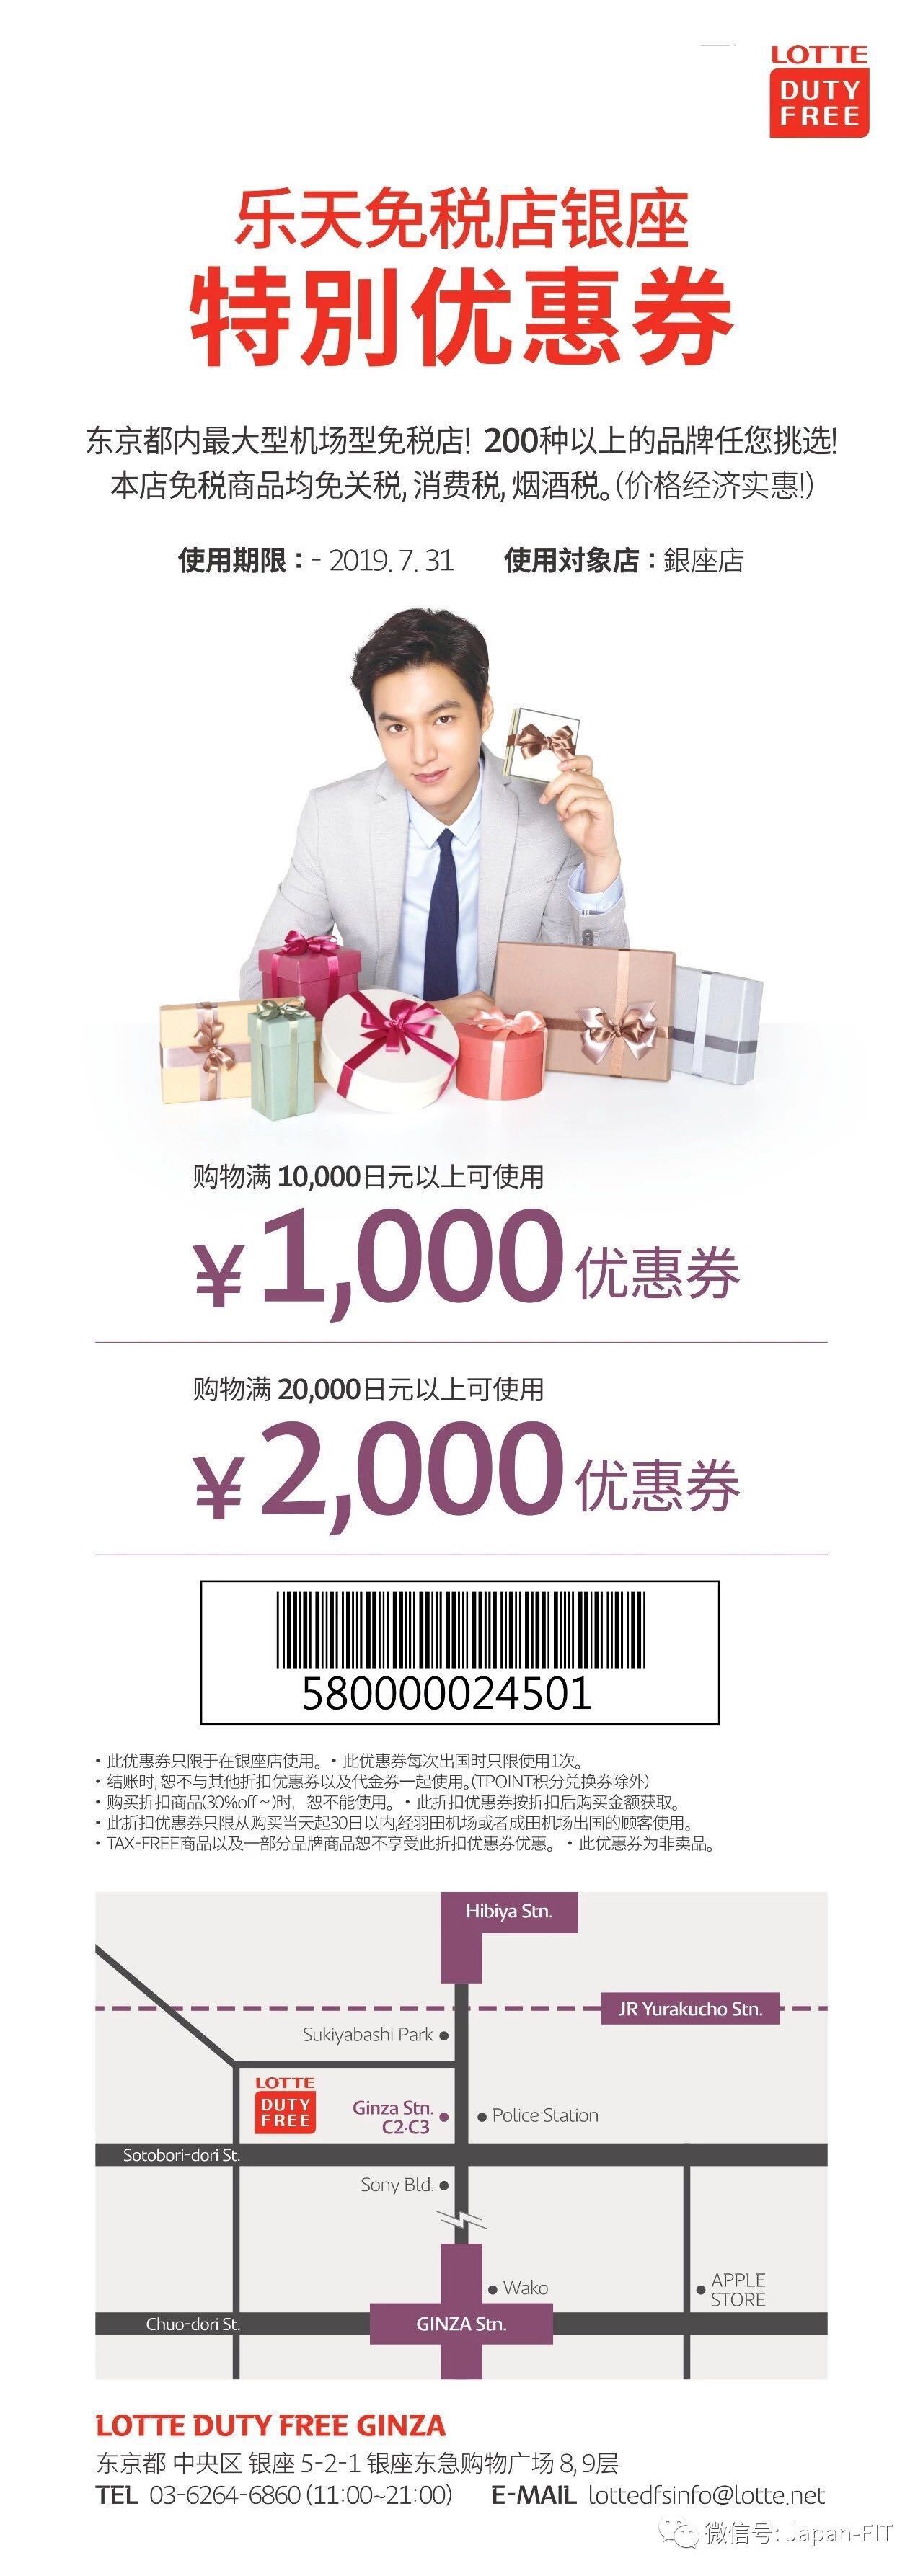 LOTTE
DUTY
FREE
乐天免税店银座
特別优惠券
东京都内最大型机场型免税店! 200种以上的品牌任您挑选!
本店免税商品均免关税, 消费税, 烟酒税。(价格经济实惠!)
使用期限 : - 2019. 7. 31 使用対象店 : 銀座店
购物满 10,000日元以上可使用
¥1,000 优惠券
购物满 20,000日元以上可使用
¥2,000 优惠券
580000024501
• 此优惠券只限于在银座店使用。 • 此优惠券每次出国时只限使用1次。
• 结账时, 恕不与其他折扣优惠券以及代金券一起使用。(TPOINT积分兑换券除外)
• 购买折扣商品(30%off~)时, 恕不能使用。 • 此折扣优惠券按折扣后购买金额获取。
• 此折扣优惠券只限从购买当天起30日以内,经羽田机场或者成田机场出国的顾客使用。
• TAX-FREE商品以及一部分品牌商品恕不享受此折扣优惠券优惠。 • 此优惠券为非卖品。
Hibiya Stn.
JR Yurakucho Stn.
Sukiyabashi Park
LOTTE
DUTY
FREE
Ginza Stn.
C2·C3
Police Station
Sotobori-dori St.
Sony Bld.
Wako
APPLE
STORE
Chuo-dori St.
GINZA Stn.
LOTTE DUTY FREE GINZA
东京都 中央区 银座 5-2-1 银座东急购物广场 8, 9层
TEL 03-6264-6860 (11:00~21:00) E-MAIL lottedfsinfo@lotte.net
微信号: Japan-FIT